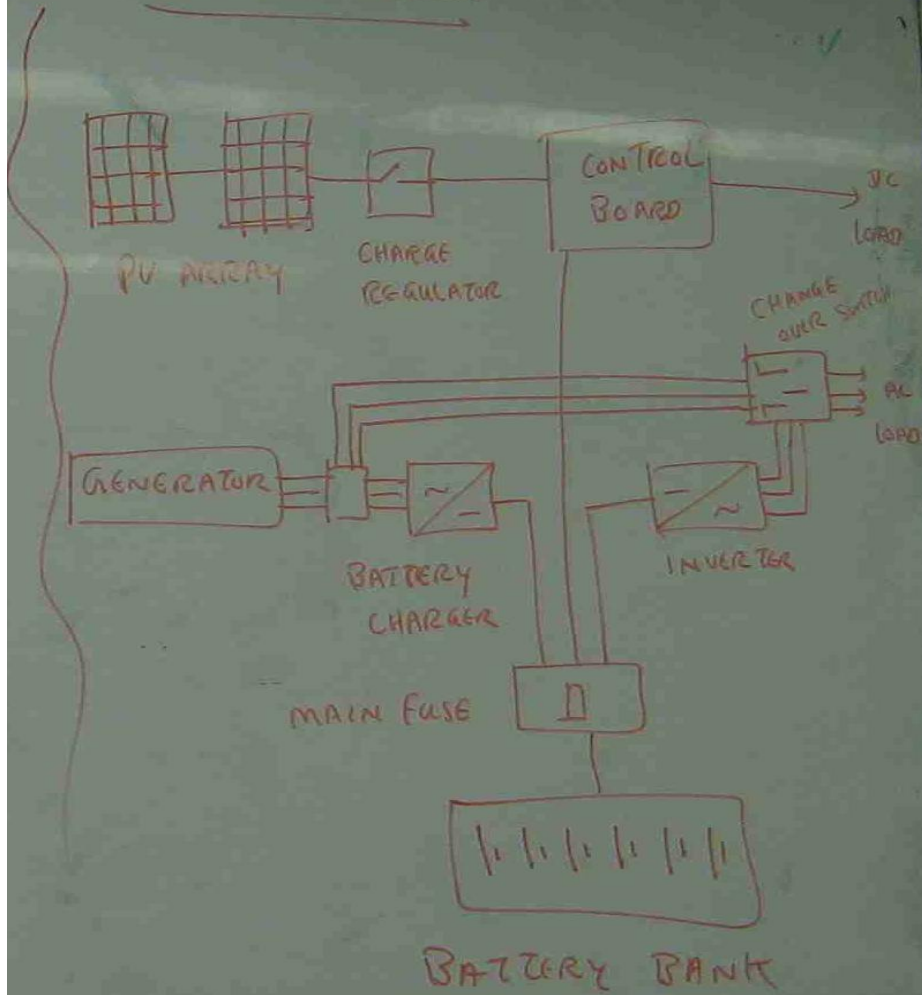 CONTROL
BOARD
DC
LOAD
PV ARRAY
CHARGE
REGULATOR
CHANGE
OVER SWITCH
AC
LOAD
GENERATOR
BATTERY
CHARGER
INVERTER
MAIN FUSE
BATTERY BANK